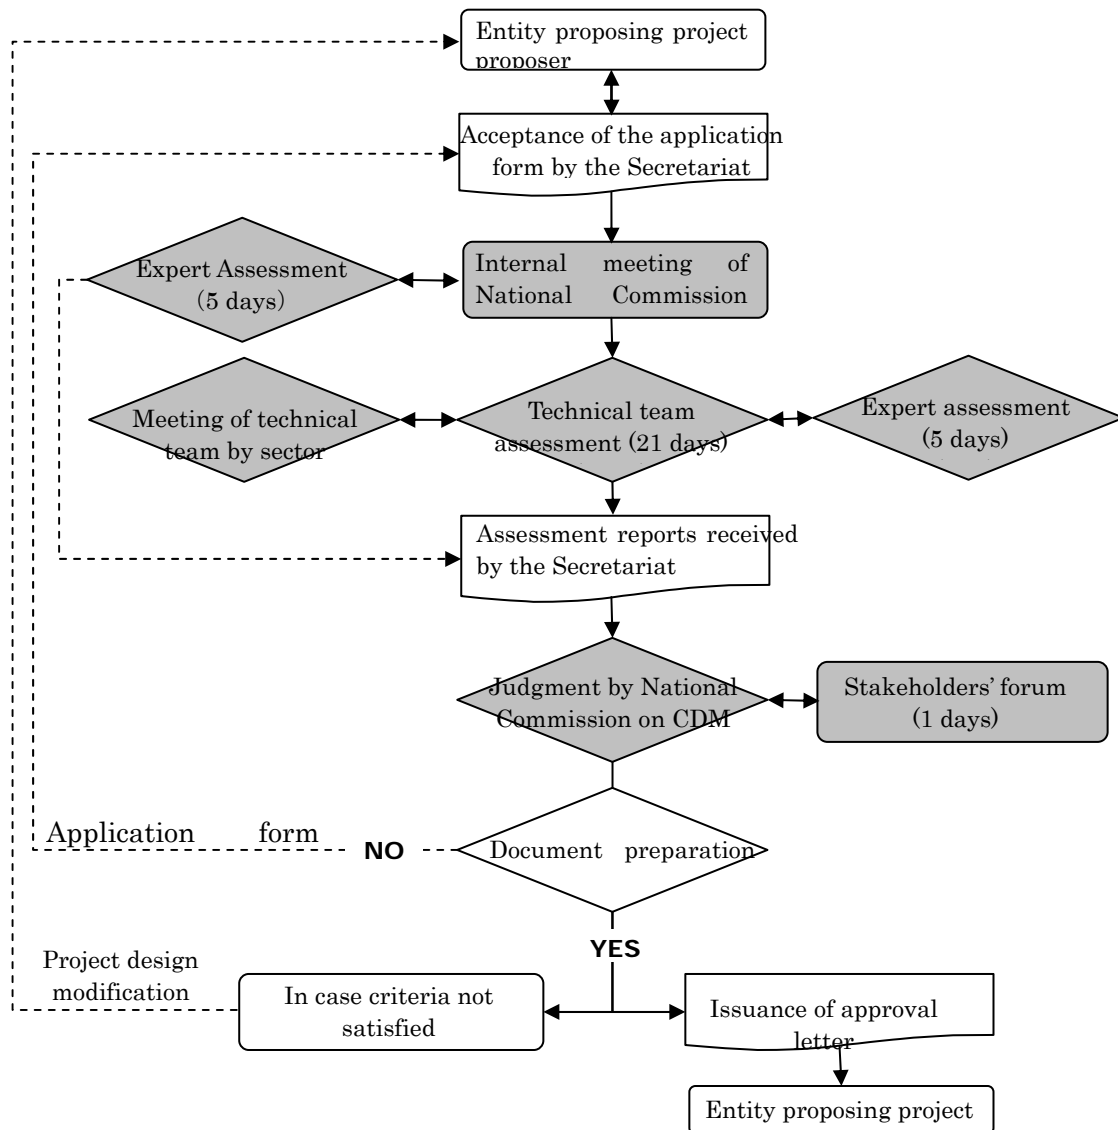 Entity proposing project
proposer
Acceptance of the application
form by the Secretariat
Expert Assessment
(5 days)
Internal meeting of
National Commission
Meeting of technical
team by sector
Technical team
assessment (21 days)
Expert assessment
(5 days)
Assessment reports received
by the Secretariat
Judgment by National
Commission on CDM
Stakeholders' forum
(1 days)
Application form
NO
Document preparation
YES
Project design
modification
In case criteria not
satisfied
Issuance of approval
letter
Entity proposing project